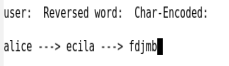 user:  Reversed word:  Char-Encoded:
alice ---> ecila ---> fdjmb